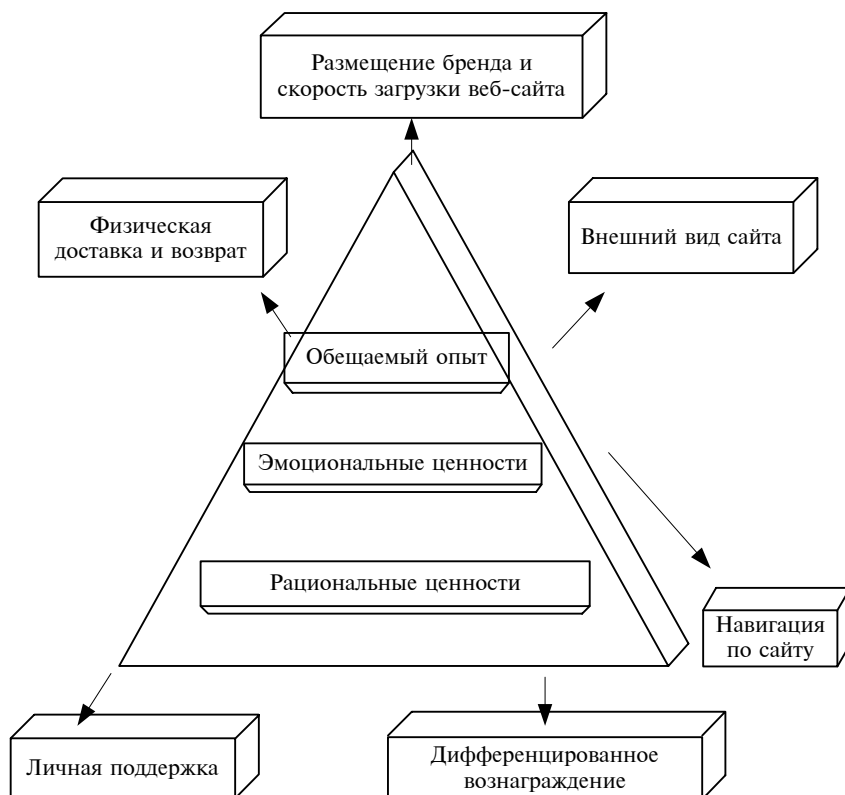 Размещение бренда и
скорость загрузки веб-сайта
Физическая
доставка и возврат
Внешний вид сайта
Обещаемый опыт
Эмоциональные ценности
Рациональные ценности
Навигация
по сайту
Личная поддержка
Дифференцированное
вознаграждение